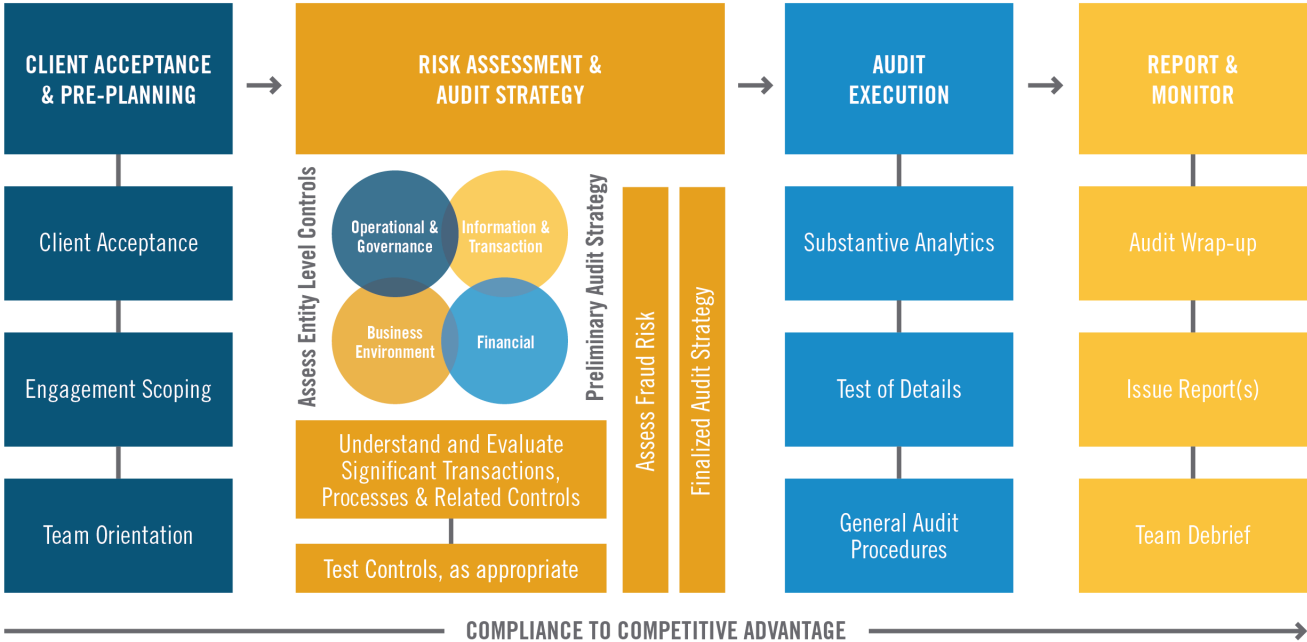 CLIENT ACCEPTANCE
& PRE-PLANNING
Client Acceptance
Engagement Scoping
Team Orientation
RISK ASSESSMENT &
AUDIT STRATEGY
Assess Entity Level Controls
Operational &
Governance
Information &
Transaction
Business
Environment
Financial
Preliminary Audit Strategy
Understand and Evaluate
Significant Transactions,
Processes & Related Controls
Test Controls, as appropriate
Assess Fraud Risk
Finalized Audit Strategy
AUDIT
EXECUTION
Substantive Analytics
Test of Details
General Audit
Procedures
REPORT &
MONITOR
Audit Wrap-up
Issue Report(s)
Team Debrief
COMPLIANCE TO COMPETITIVE ADVANTAGE